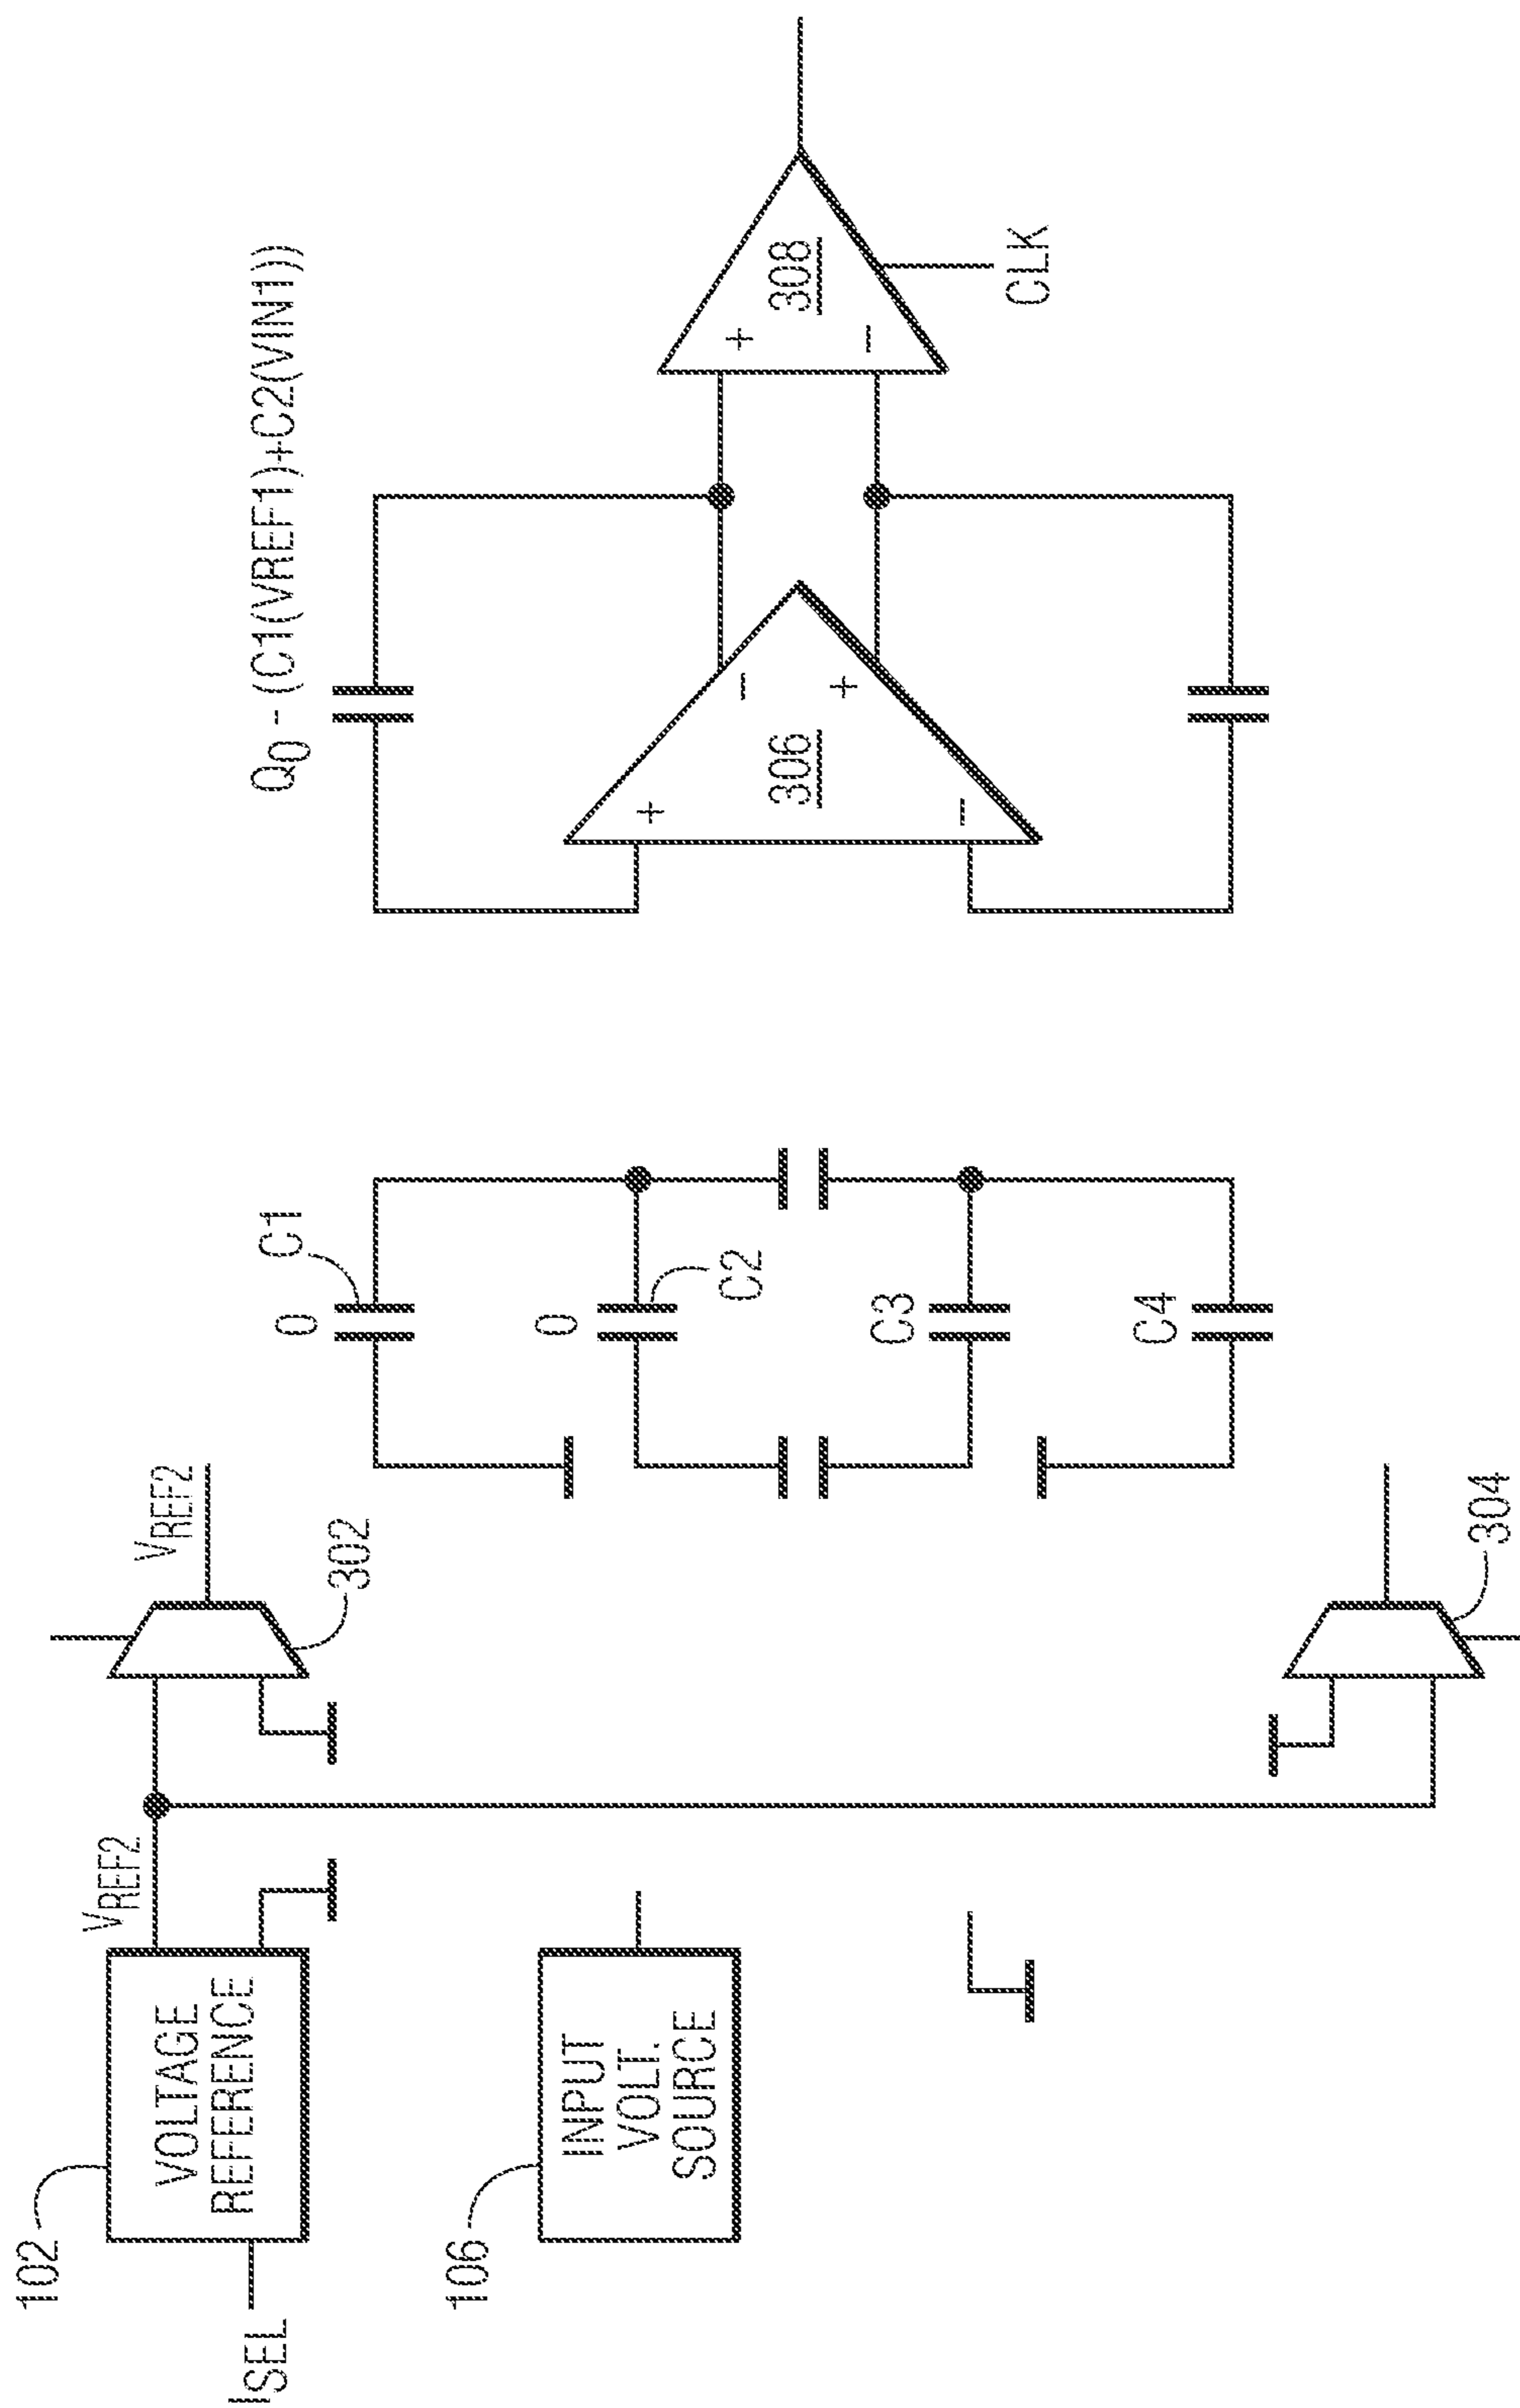 Q0 - (C1(VREF1)+C2(VIN1))
102
VREF2
VREF2
302
VOLTAGE
REFERENCE
ISEL
0
C1
+
-
306
+
-
+
-
308
CLK
106
INPUT
VOLT.
SOURCE
0
C2
C3
C4
304